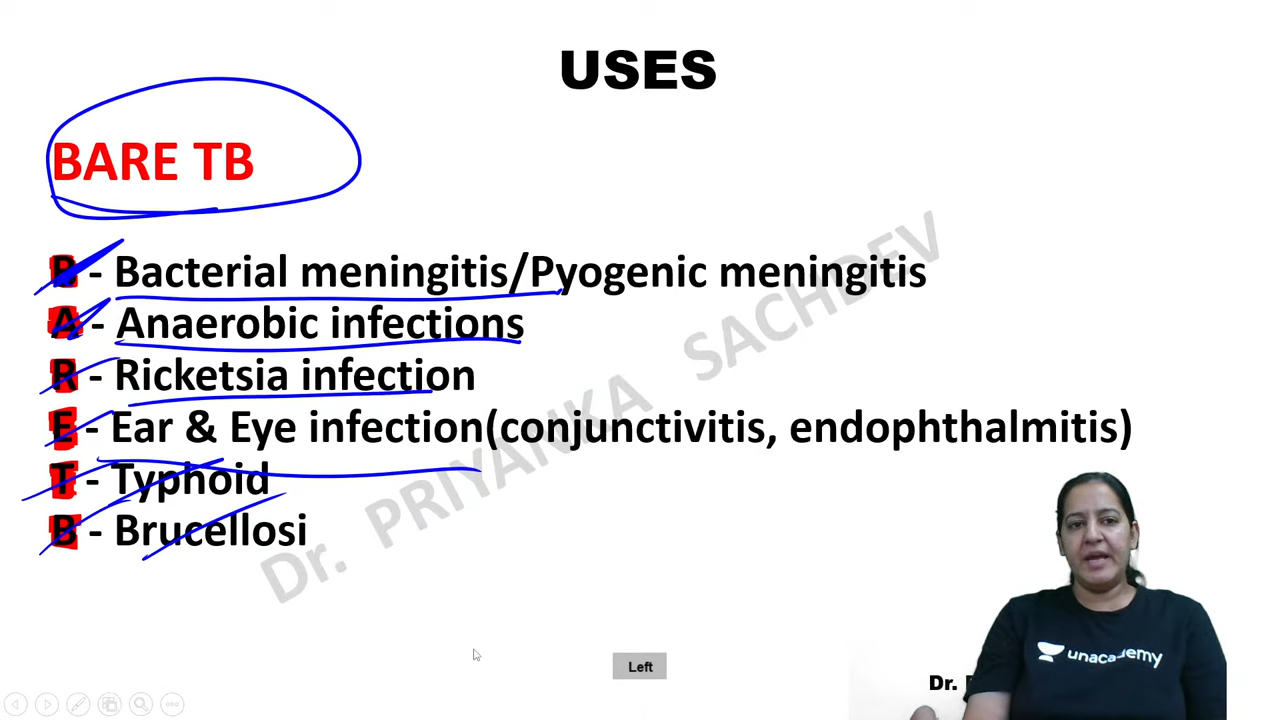 USES
BARE TB
B - Bacterial meningitis/Pyogenic meningitis
A - Anaerobic infections
R - Ricketsia infection
E - Ear & Eye infection(conjunctivitis, endophthalmitis)
T - Typhoid
B - Brucellosi
Dr. PRIYANKA SACHDEV
unacademy
Left
Dr.